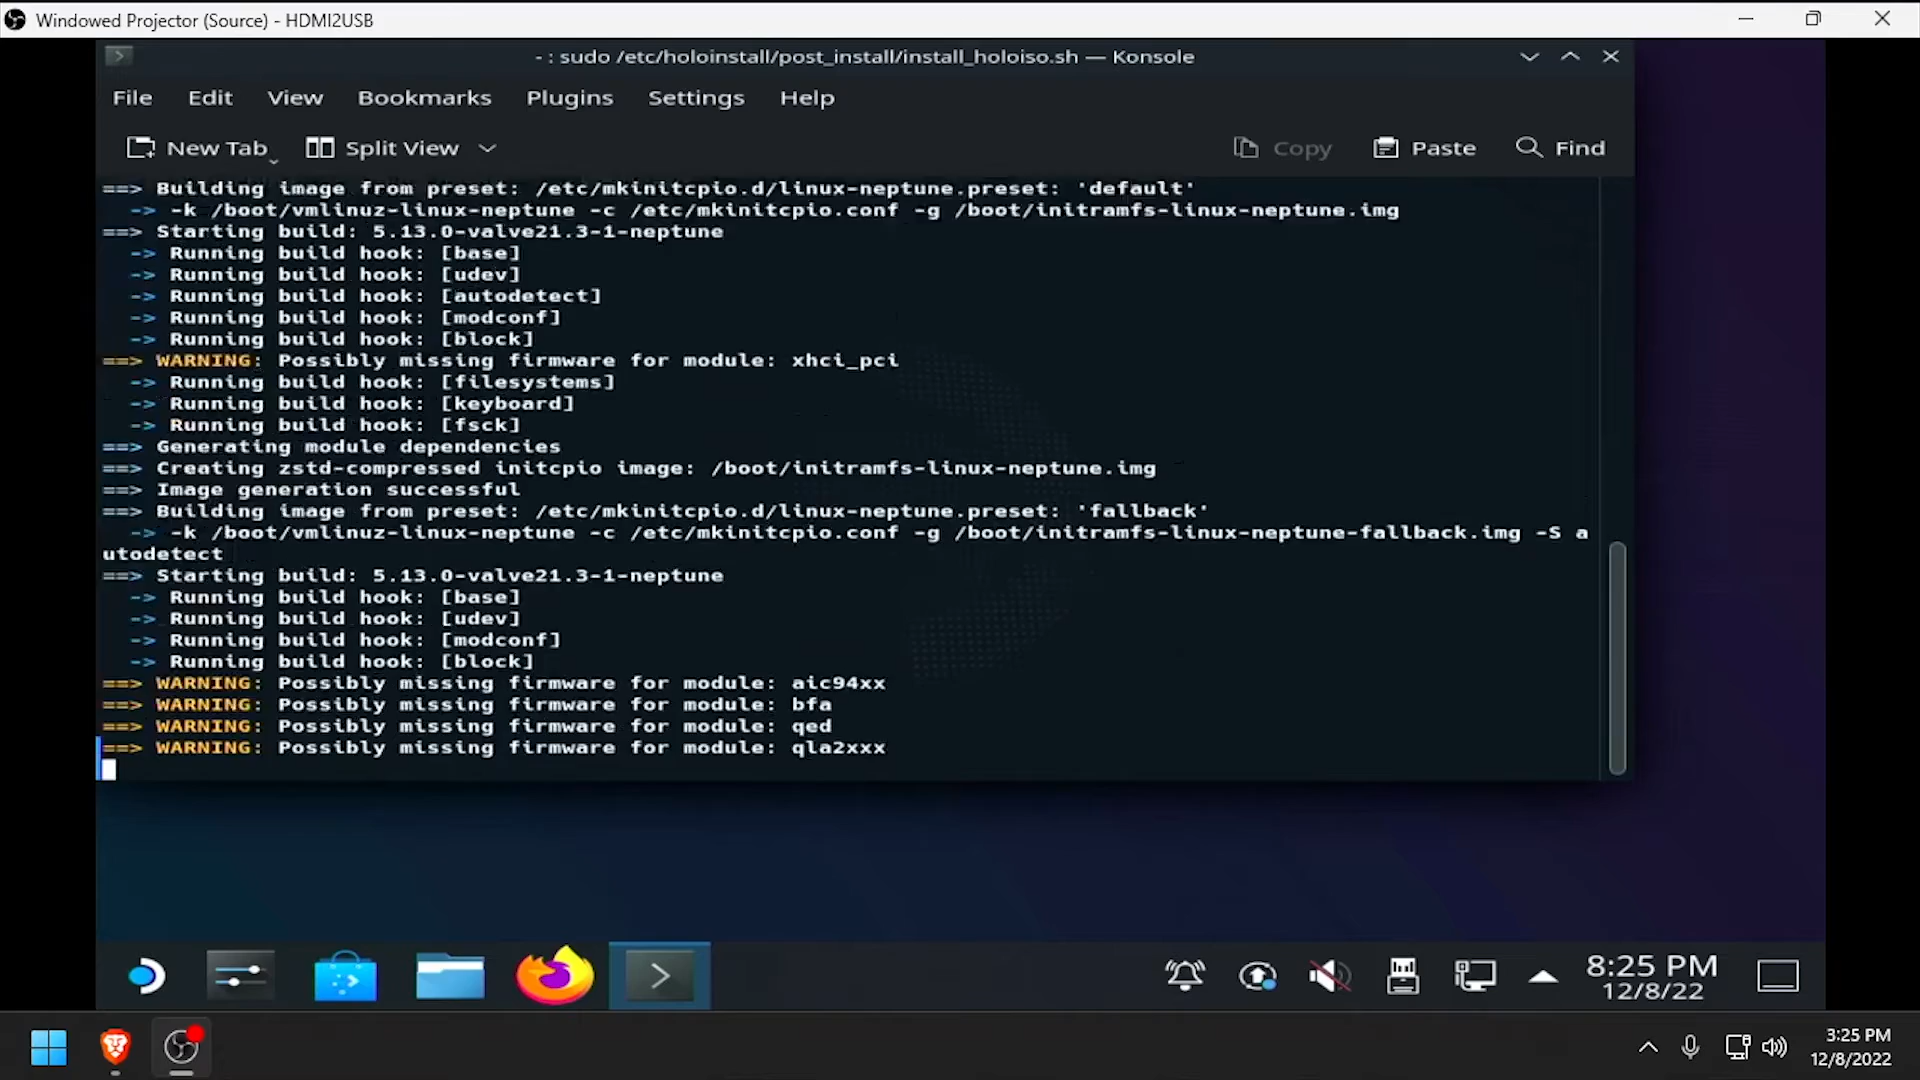 Windowed Projector (Source) - HDMI2USB
- : sudo /etc/holoinstall/post_install/install_holoiso.sh — Konsole
File Edit View Bookmarks Plugins Settings Help
New Tab Split View Copy Paste Find
==> Building image from preset: /etc/mkinitcpio.d/linux-neptune.preset: 'default'
-> -k /boot/vmlinuz-linux-neptune -c /etc/mkinitcpio.conf -g /boot/initramfs-linux-neptune.img
==> Starting build: 5.13.0-valve21.3-1-neptune
-> Running build hook: [base]
-> Running build hook: [udev]
-> Running build hook: [autodetect]
-> Running build hook: [modconf]
-> Running build hook: [block]
==> WARNING: Possibly missing firmware for module: xhci_pci
-> Running build hook: [filesystems]
-> Running build hook: [keyboard]
-> Running build hook: [fsck]
==> Generating module dependencies
==> Creating zstd-compressed initcpio image: /boot/initramfs-linux-neptune.img
==> Image generation successful
==> Building image from preset: /etc/mkinitcpio.d/linux-neptune.preset: 'fallback'
-> -k /boot/vmlinuz-linux-neptune -c /etc/mkinitcpio.conf -g /boot/initramfs-linux-neptune-fallback.img -S a
utodetect
==> Starting build: 5.13.0-valve21.3-1-neptune
-> Running build hook: [base]
-> Running build hook: [udev]
-> Running build hook: [modconf]
-> Running build hook: [block]
==> WARNING: Possibly missing firmware for module: aic94xx
==> WARNING: Possibly missing firmware for module: bfa
==> WARNING: Possibly missing firmware for module: qed
==> WARNING: Possibly missing firmware for module: qla2xxx
8:25 PM
12/8/22
3:25 PM
12/8/2022